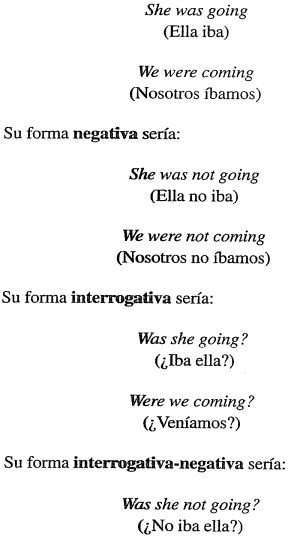 She was going
(Ella iba)
We were coming
(Nosotros íbamos)
Su forma negativa sería:
She was not going
(Ella no iba)
We were not coming
(Nosotros no íbamos)
Su forma interrogativa sería:
Was she going?
(¿Iba ella?)
Were we coming?
(¿Veníamos?)
Su forma interrogativa-negativa sería:
Was she not going?
(¿No iba ella?)